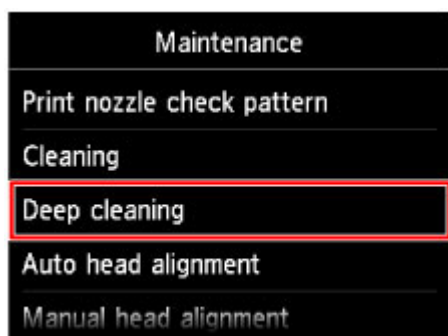 Maintenance
Print nozzle check pattern
Cleaning
Deep cleaning
Auto head alignment
Manual head alignment